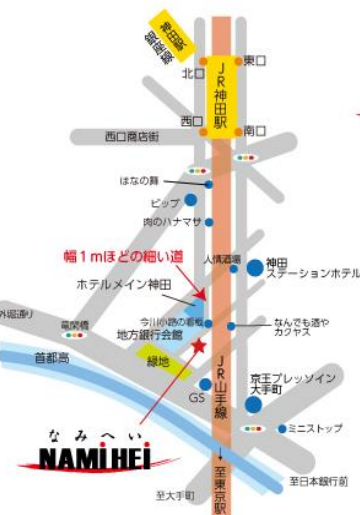 神田駅
銀座線
JR神田駅
東口
北口
西口
南口
西口商店街
はなの舞
ビップ
肉のハナマサ
幅1mほどの細い道
人情酒場
神田
ステーションホテル
ホテルメイン神田
外堀通り
竜閑橋
今川小路の看板
地方銀行会館
なんでも酒や
カクヤス
首都高
緑地
JR山手線
京王プレッソイン
大手町
GS
ミニストップ
なみへい
NAMiHEi
→至東京駅
至日本銀行前
至大手町